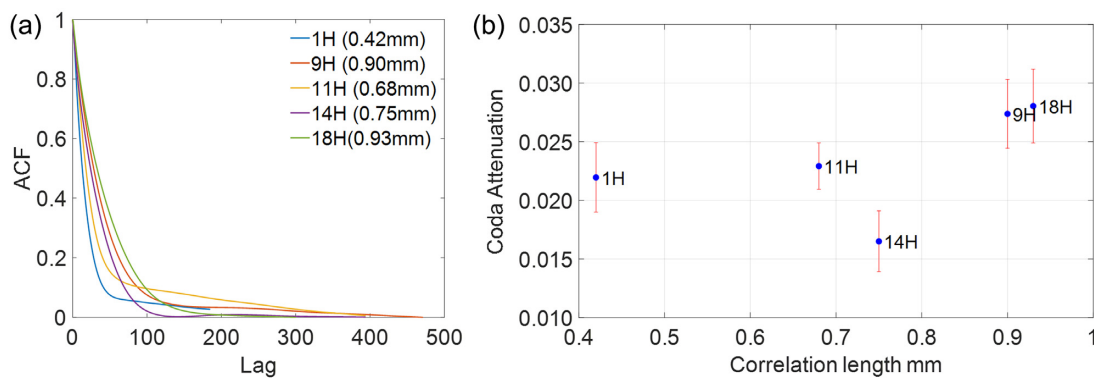 (a)
1
0.8
0.6
0.4
0.2
0
ACF
1H (0.42mm)
9H (0.90mm)
11H (0.68mm)
14H (0.75mm)
18H(0.93mm)
0 100 200 300 400 500
Lag
(b)
0.035
0.030
0.025
0.020
0.015
0.010
Coda Attenuation
1H
11H
14H
9H
18H
0.4 0.5 0.6 0.7 0.8 0.9 1
Correlation length mm